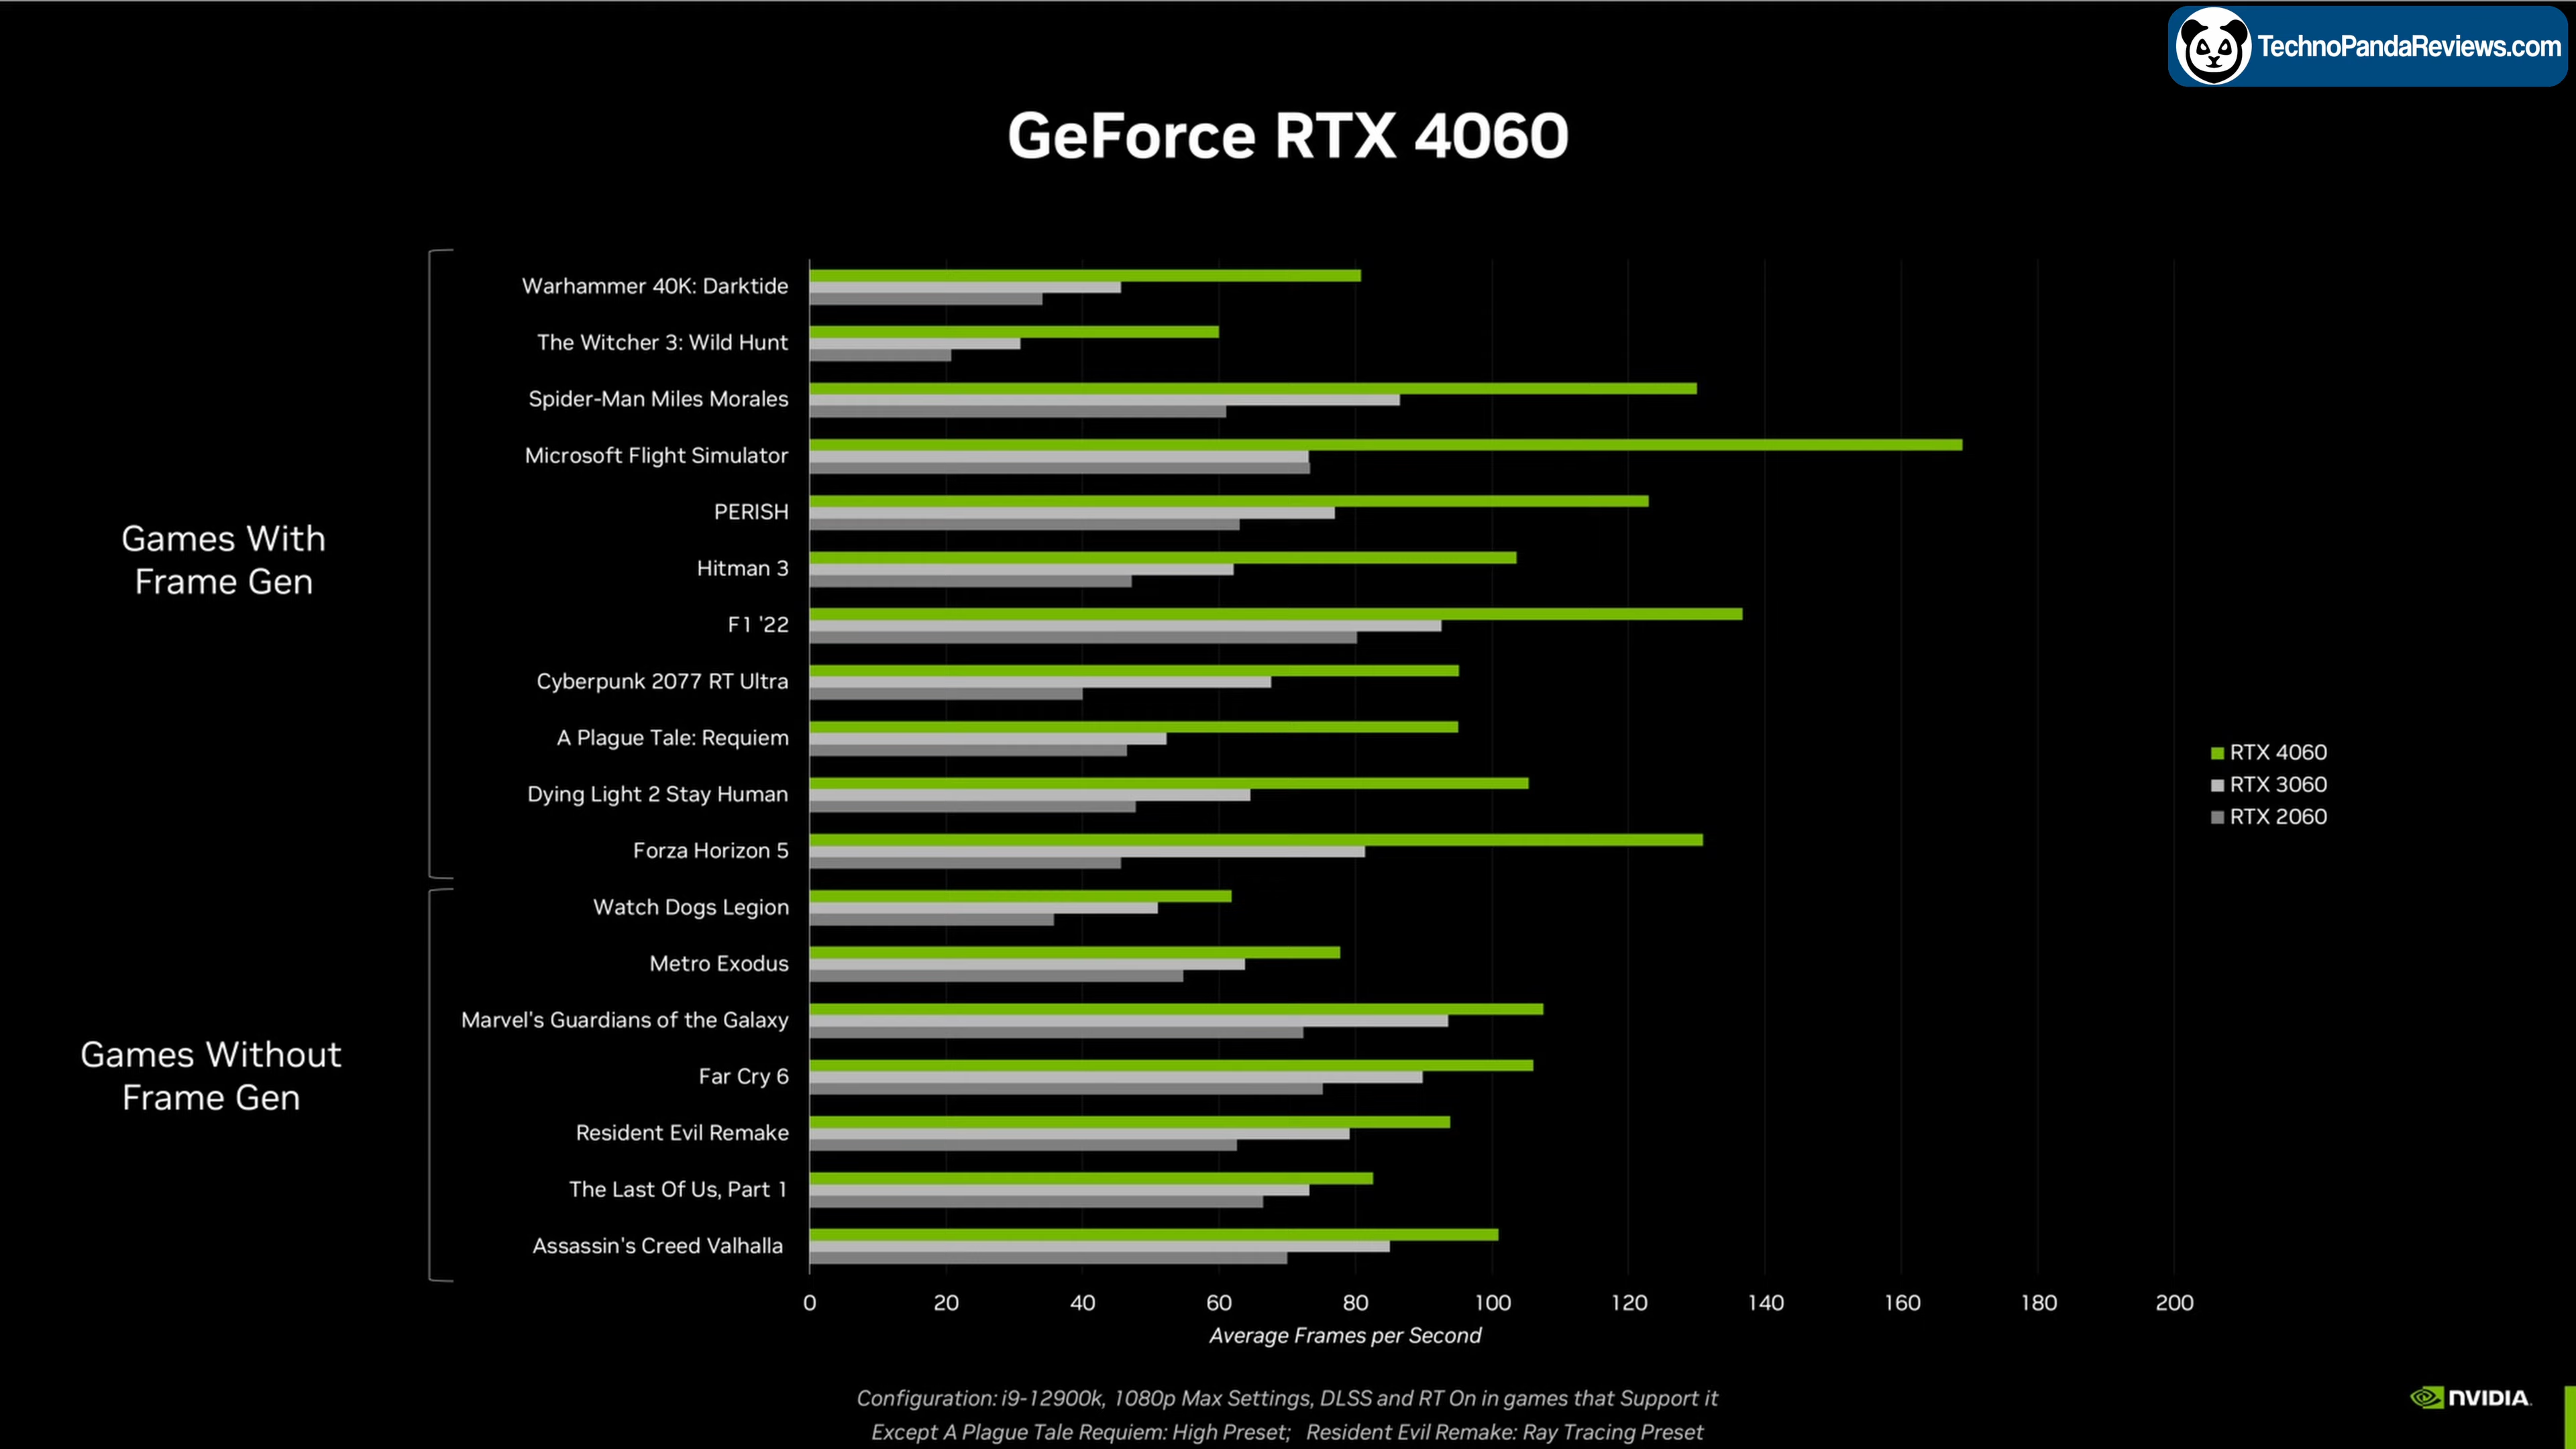 TechnoPandaReviews.com
GeForce RTX 4060
Games With
Frame Gen
Warhammer 40K: Darktide
The Witcher 3: Wild Hunt
Spider-Man Miles Morales
Microsoft Flight Simulator
PERISH
Hitman 3
F1 '22
Cyberpunk 2077 RT Ultra
A Plague Tale: Requiem
Dying Light 2 Stay Human
Forza Horizon 5
Games Without
Frame Gen
Watch Dogs Legion
Metro Exodus
Marvel's Guardians of the Galaxy
Far Cry 6
Resident Evil Remake
The Last Of Us, Part 1
Assassin's Creed Valhalla
0 20 40 60 80 100 120 140 160 180 200
Average Frames per Second
RTX 4060
RTX 3060
RTX 2060
Configuration: i9-12900k, 1080p Max Settings, DLSS and RT On in games that Support it
Except A Plague Tale Requiem: High Preset; Resident Evil Remake: Ray Tracing Preset
NVIDIA.